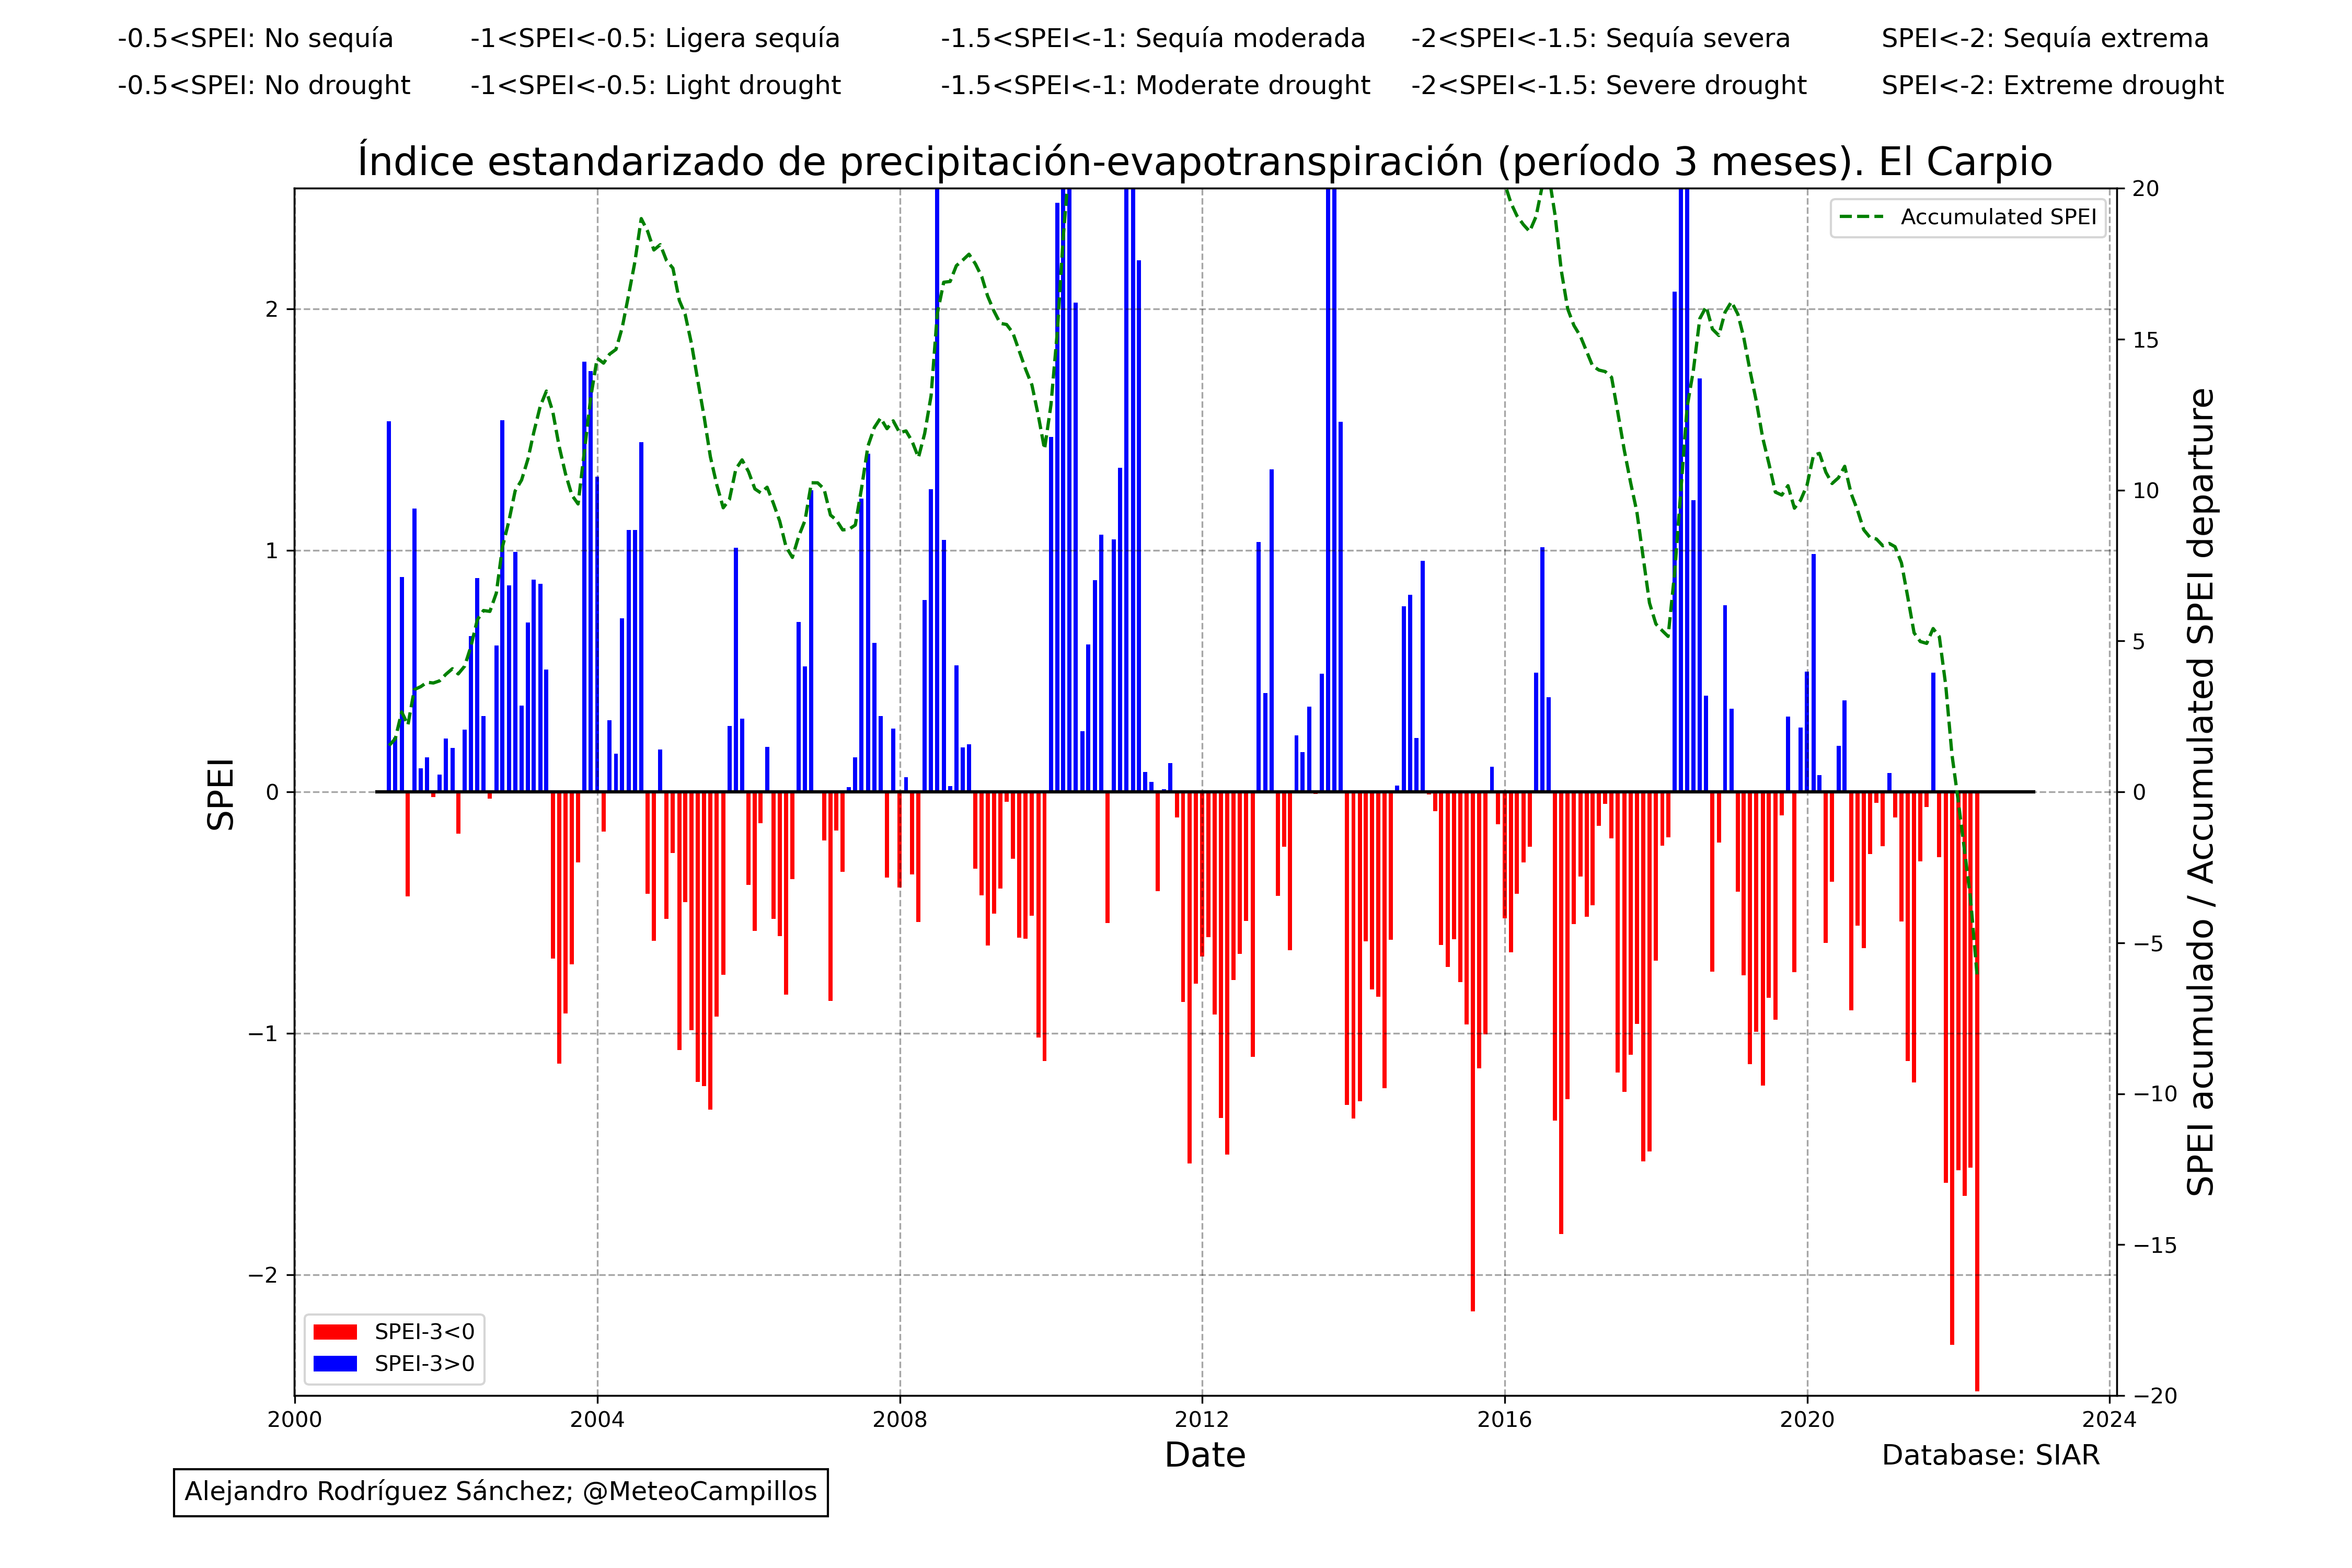 -0.5<SPEI: No sequía -1<SPEI<-0.5: Ligera sequía -1.5<SPEI<-1: Sequía moderada -2<SPEI<-1.5: Sequía severa SPEI<-2: Sequía extrema
-0.5<SPEI: No drought -1<SPEI<-0.5: Light drought -1.5<SPEI<-1: Moderate drought -2<SPEI<-1.5: Severe drought SPEI<-2: Extreme drought
Índice estandarizado de precipitación-evapotranspiración (período 3 meses). El Carpio
Accumulated SPEI
SPEI
2
1
0
−1
−2
20
15
10
5
0
−5
−10
−15
−20
SPEI acumulado / Accumulated SPEI departure
SPEI-3<0
SPEI-3>0
2000 2004 2008 2012 2016 2020 2024
Date
Database: SIAR
Alejandro Rodríguez Sánchez; @MeteoCampillos